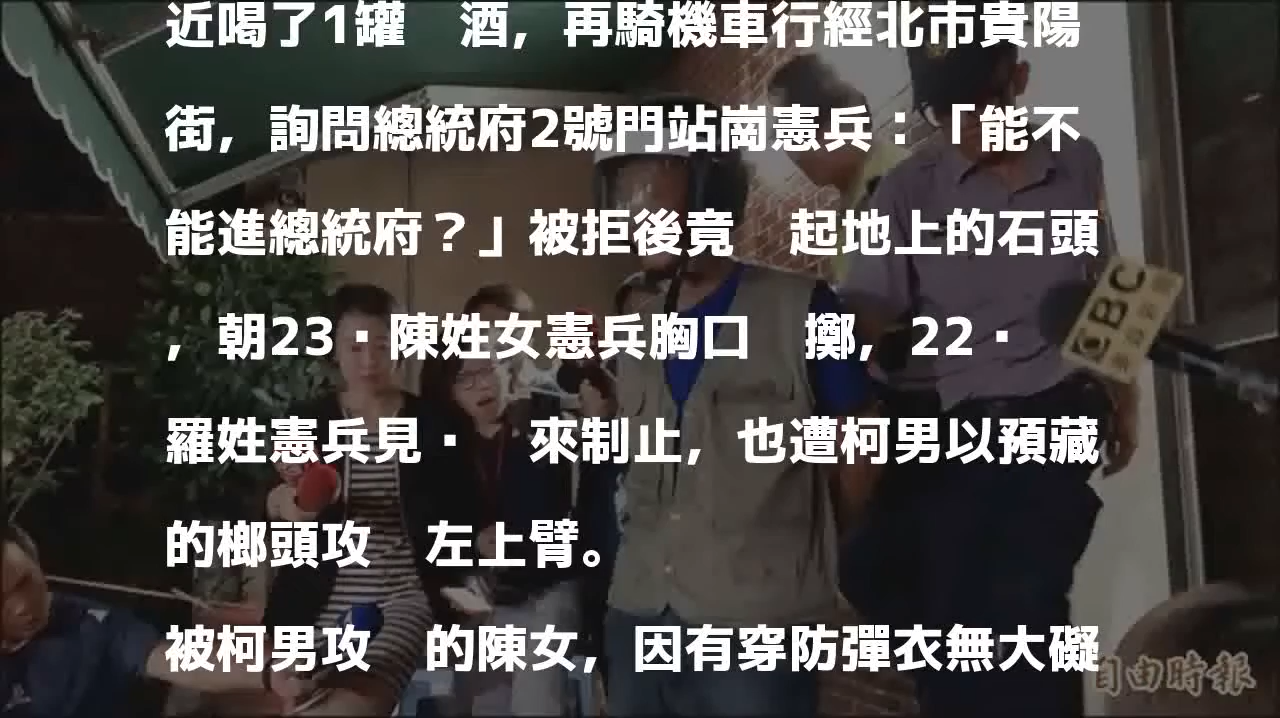 近喝了1罐　酒，再騎機車行經北市貴陽
街，詢問總統府2號門站崗憲兵：「能不
能進總統府？」被拒後竟　起地上的石頭
，朝23·陳姓女憲兵胸口　擲，22·
羅姓憲兵見·　來制止，也遭柯男以預藏
的榔頭攻　左上臂。
被柯男攻　的陳女，因有穿防彈衣無大礙
CBC
自由時報